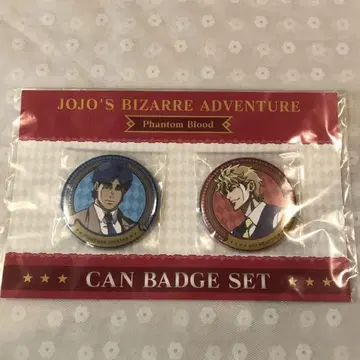 JOJO'S BIZARRE ADVENTURE
Phantom Blood
CAN BADGE SET